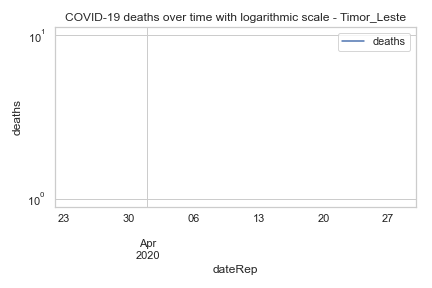 COVID-19 deaths over time with logarithmic scale - Timor_Leste
10¹
deaths
deaths
10⁰
23 30 06 13 20 27
Apr
2020
dateRep